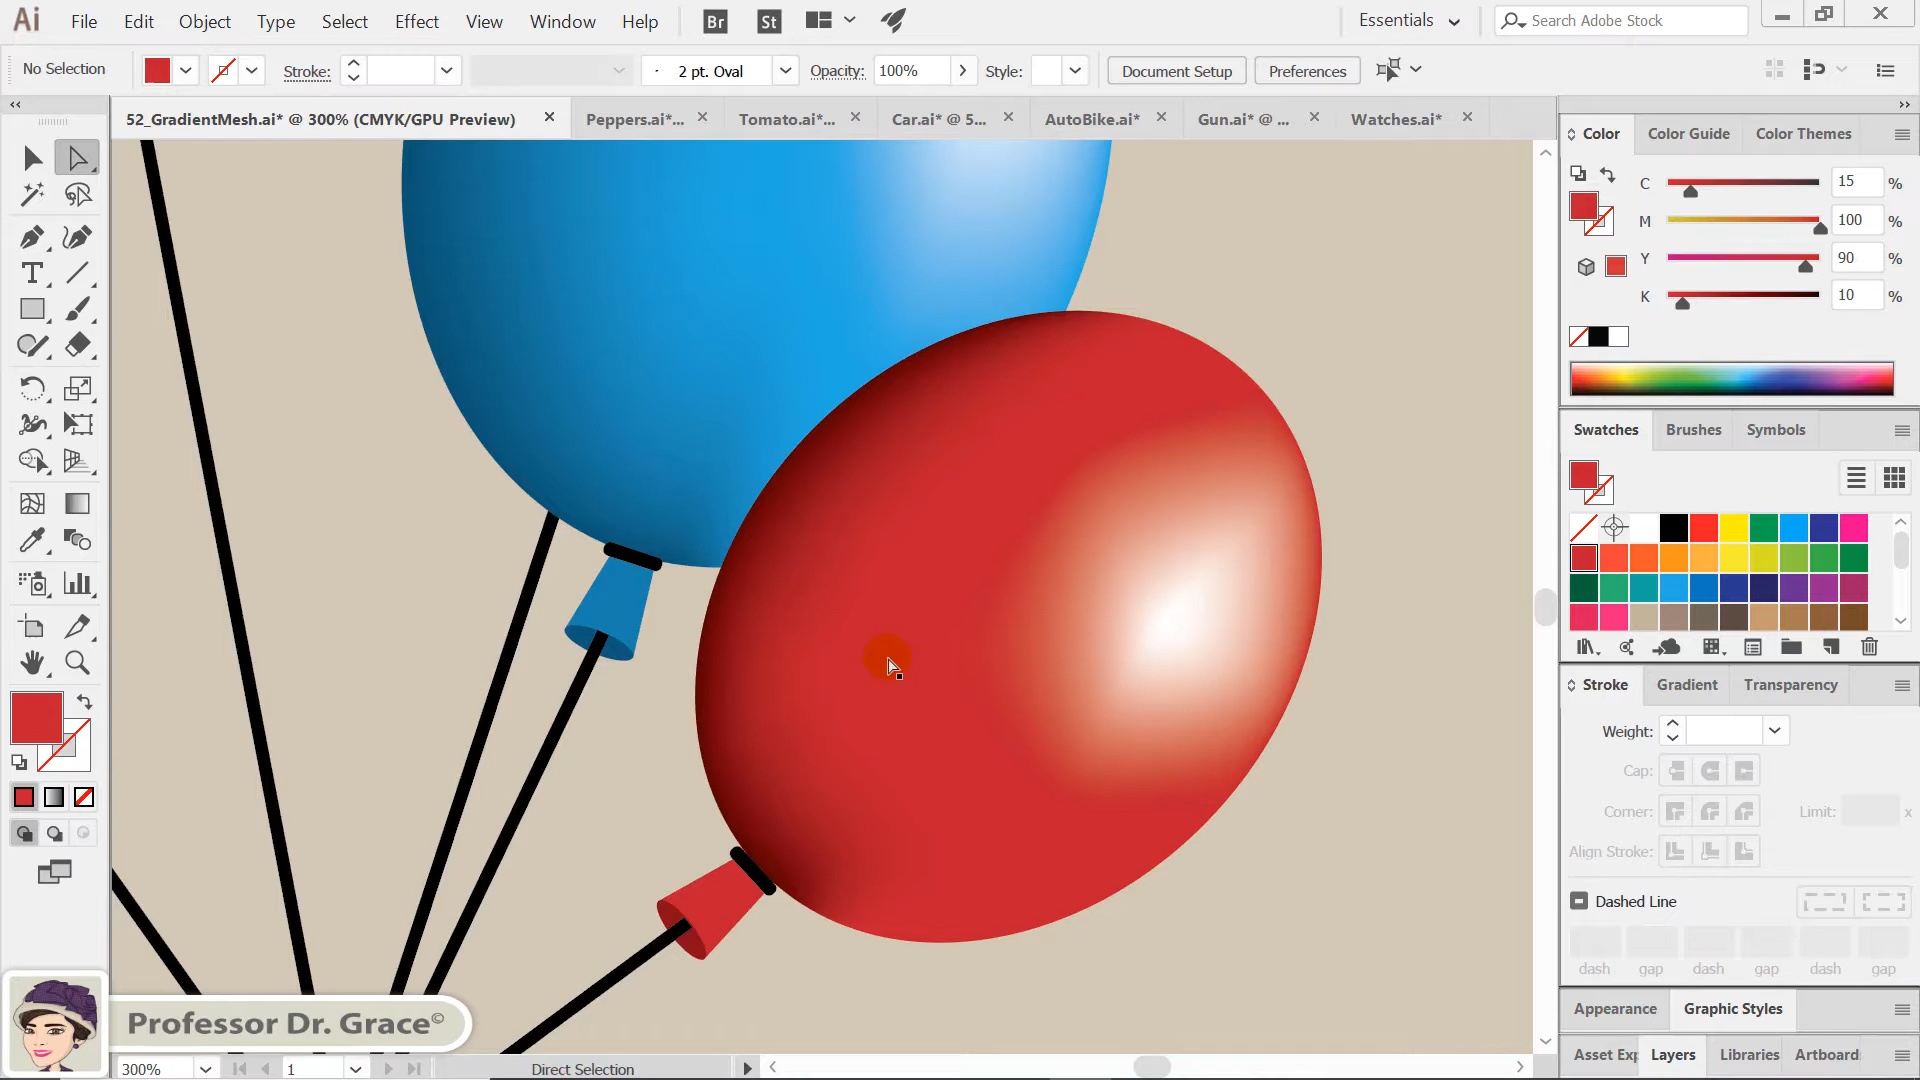 Ai File Edit Object Type Select Effect View Window Help Br St Essentials Search Adobe Stock
No Selection Stroke: 2 pt. Oval Opacity: 100% Style: Document Setup Preferences
52_GradientMesh.ai* @ 300% (CMYK/GPU Preview) Peppers.ai*... Tomato.ai*... Car.ai* @ 5... AutoBike.ai* Gun.ai* @ ... Watches.ai*
Color Color Guide Color Themes
C 15 %
M 100 %
Y 90 %
K 10 %
Swatches Brushes Symbols
Stroke Gradient Transparency
Weight:
Cap:
Corner: Limit: x
Align Stroke:
Dashed Line
dash gap dash gap dash gap
Appearance Graphic Styles
Asset Exp Layers Libraries Artboard
Professor Dr. Grace©
300% 1 Direct Selection